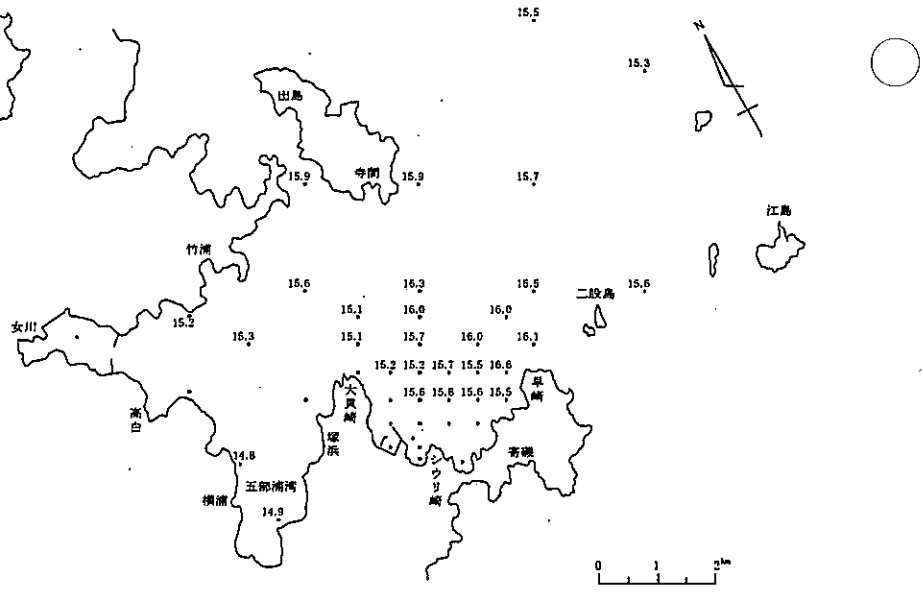 15.5
N
15.3
出島
寺間
15.9 15.9 15.7
江島
竹浦
15.6 16.3 15.5 15.6
二股島
15.1 16.0 16.0
15.2
女川
15.3 15.1 15.7 16.0 16.1
15.2 15.2 15.7 15.5 16.6
大貝崎
早崎
15.6 15.8 15.6 15.5
高白
塚浜
寄磯
シウリ崎
14.8
五部浦湾
横浦
14.9
0 1 2km